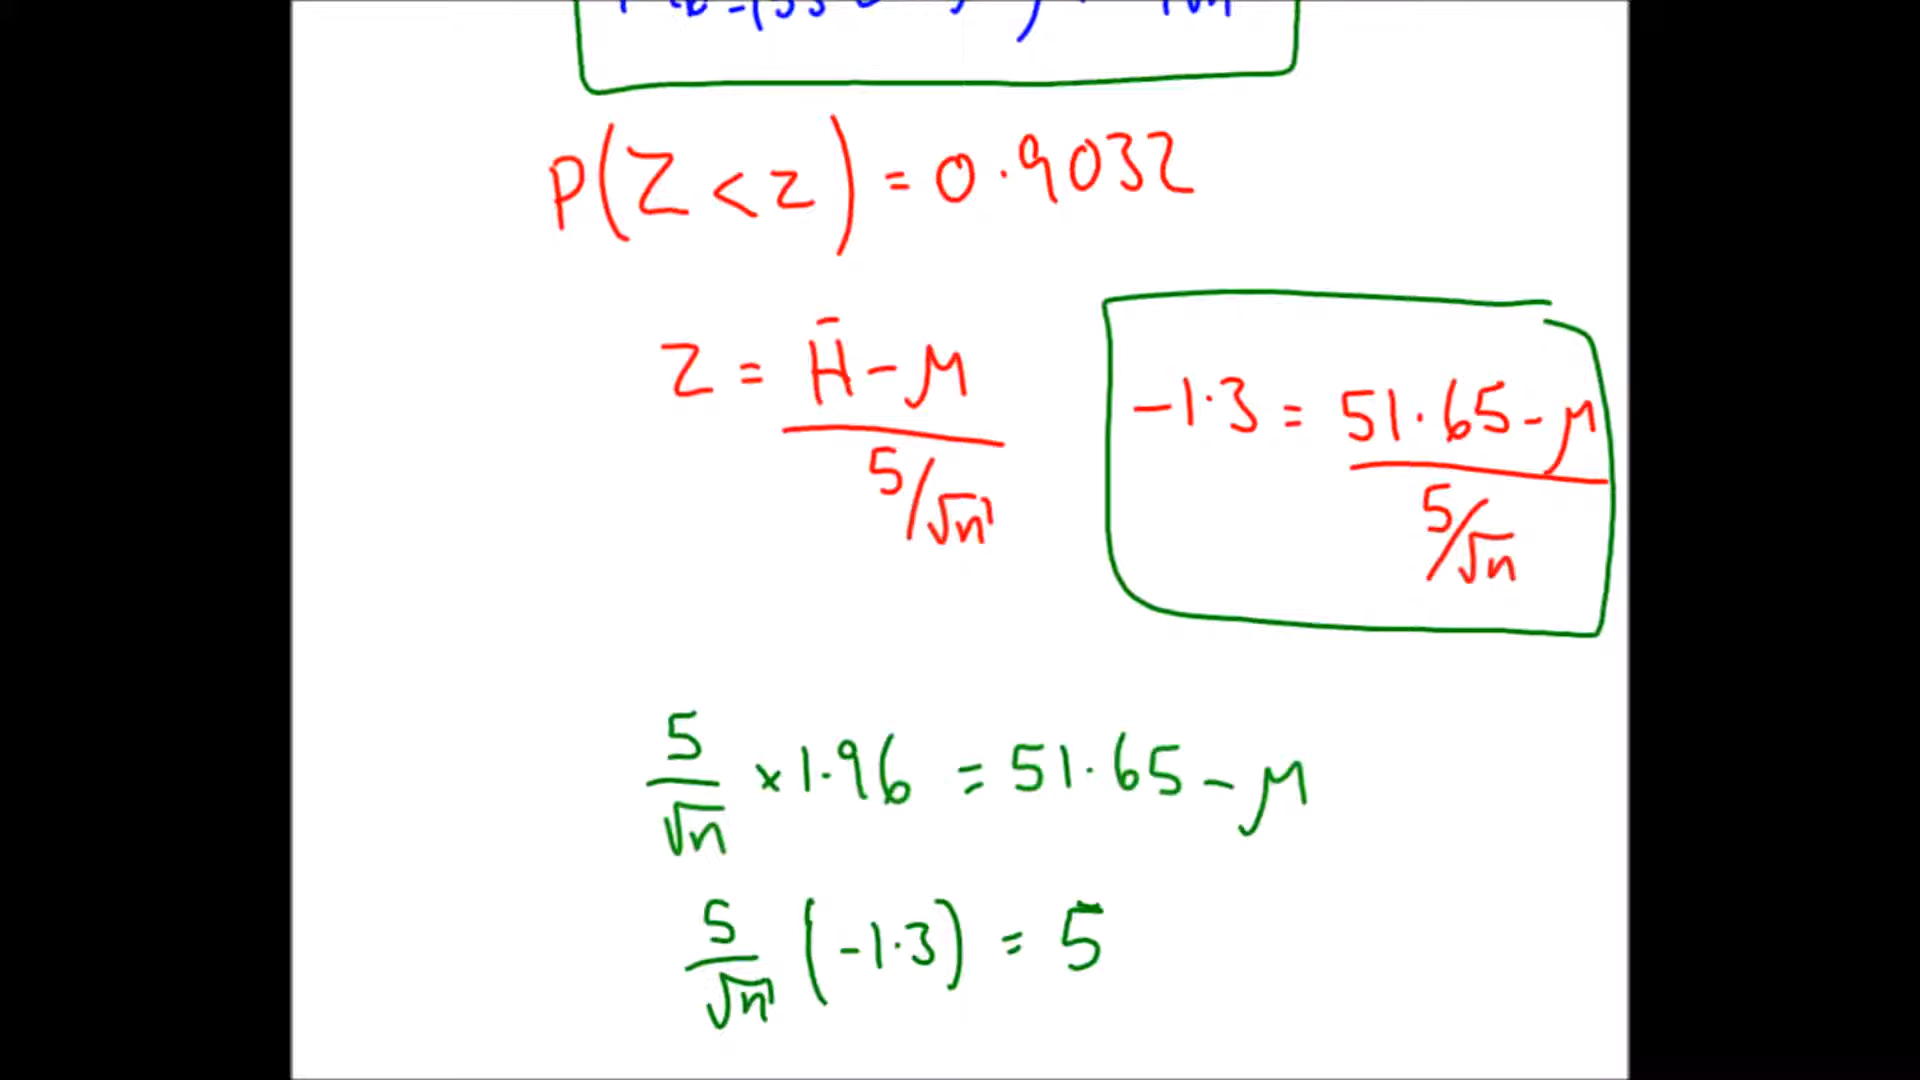 P(Z < z) = 0.9032
Z = H̄ - μ
5/√n
-1.3 = 51.65 - μ
5/√n
5/√n × 1.96 = 51.65 - μ
5/√n (-1.3) = 5